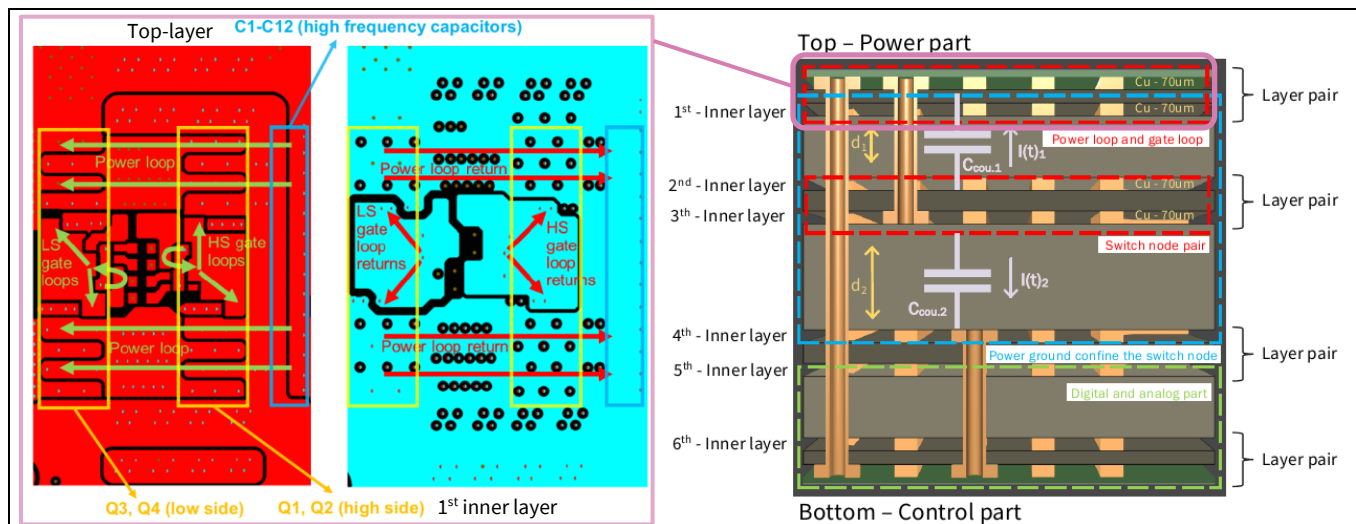 Top-layer
C1-C12 (high frequency capacitors)
Power loop
LS
gate
loops
HS gate
loops
Power loop
Q3, Q4 (low side)
Q1, Q2 (high side)
1st inner layer
Power loop return
LS
gate
loop
returns
HS
gate
loop
returns
Power loop return
Top – Power part
Cu - 70um
Cu - 70um
Layer pair
1st - Inner layer
Power loop and gate loop
d1
Ccou.1
I(t)1
2nd - Inner layer
Cu - 70um
3th - Inner layer
Cu - 70um
Layer pair
Switch node pair
d2
Ccou.2
I(t)2
4th - Inner layer
Power ground confine the switch node
Layer pair
5th - Inner layer
Digital and analog part
6th - Inner layer
Layer pair
Bottom – Control part